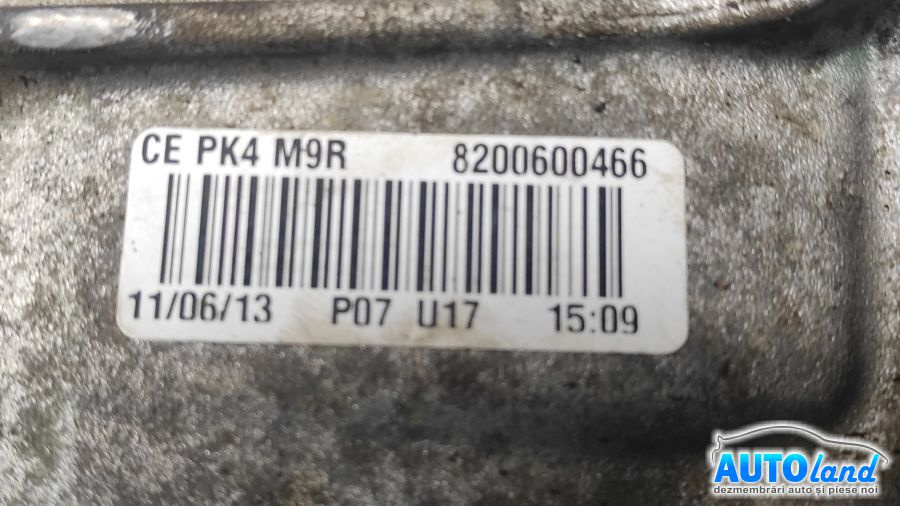 CE PK4 M9R 8200600466
11/06/13 P07 U17 15:09
AUTOland
dezmembrări auto și piese noi